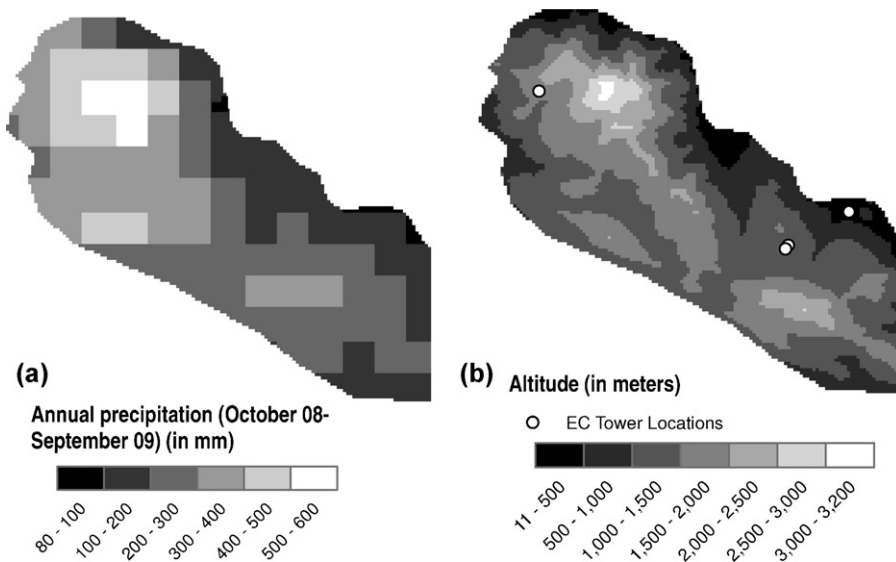 (a)
Annual precipitation (October 08-
September 09) (in mm)
80 - 100
100 - 200
200 - 300
300 - 400
400 - 500
500 - 600
(b)
Altitude (in meters)
EC Tower Locations
11 - 500
500 - 1,000
1,000 - 1,500
1,500 - 2,000
2,000 - 2,500
2,500 - 3,000
3,000 - 3,200